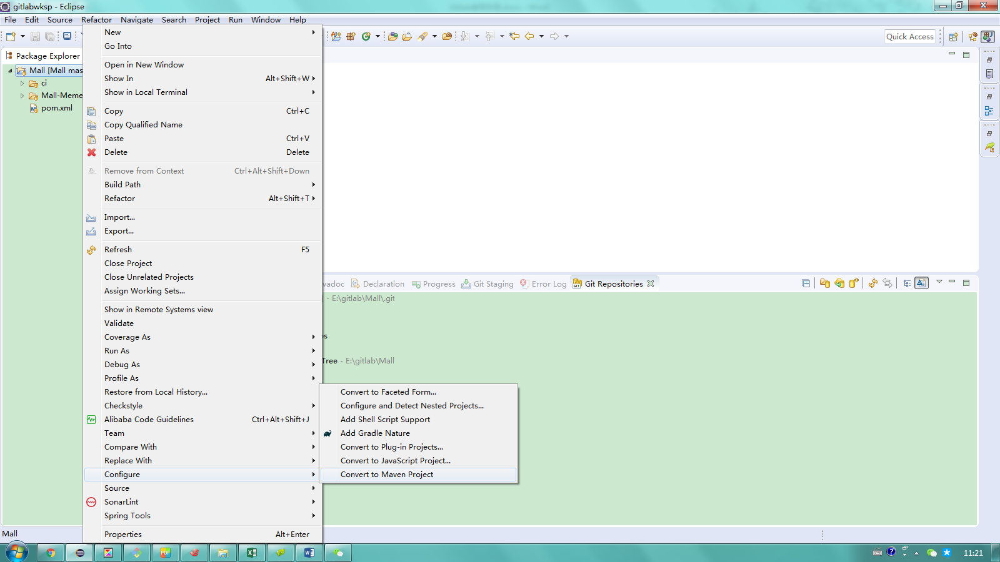 gitlabwksp - Eclipse
File Edit Source Refactor Navigate Search Project Run Window Help
Quick Access
Package Explorer
Mall [Mall mas
ci
Mall-Meme
pom.xml
New
Go Into
Open in New Window
Show In Alt+Shift+W
Show in Local Terminal
Copy Ctrl+C
Copy Qualified Name
Paste Ctrl+V
Delete Delete
Remove from Context Ctrl+Alt+Shift+Down
Build Path
Refactor Alt+Shift+T
Import...
Export...
Refresh F5
Close Project
Close Unrelated Projects
Assign Working Sets...
Show in Remote Systems view
Validate
Coverage As
Run As
Debug As
Profile As
Restore from Local History...
Checkstyle
Alibaba Code Guidelines Ctrl+Alt+Shift+J
Team
Compare With
Replace With
Configure
Source
SonarLint
Spring Tools
Properties Alt+Enter
vadoc Declaration Progress Git Staging Error Log Git Repositories
- E:\gitlab\Mall\.git
es
Tree - E:\gitlab\Mall
Convert to Faceted Form...
Configure and Detect Nested Projects...
Add Shell Script Support
Add Gradle Nature
Convert to Plug-in Projects...
Convert to JavaScript Project...
Convert to Maven Project
Mall
11:21